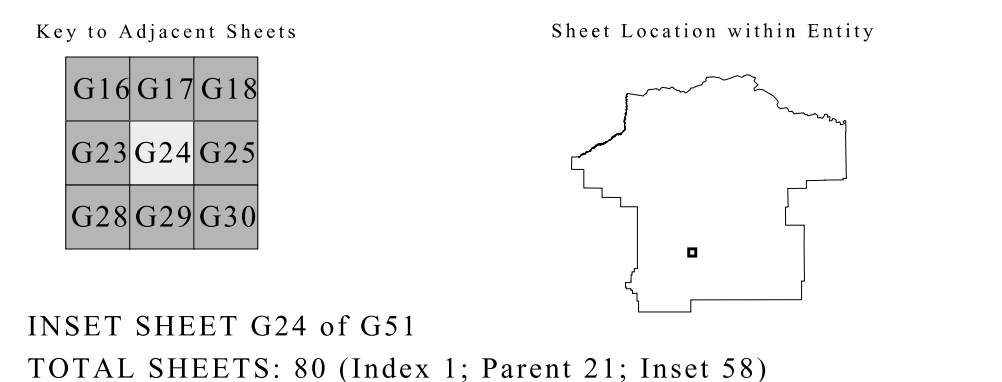 Key to Adjacent Sheets
Sheet Location within Entity
G16 G17 G18
G23 G24 G25
G28 G29 G30
INSET SHEET G24 of G51
TOTAL SHEETS: 80 (Index 1; Parent 21; Inset 58)